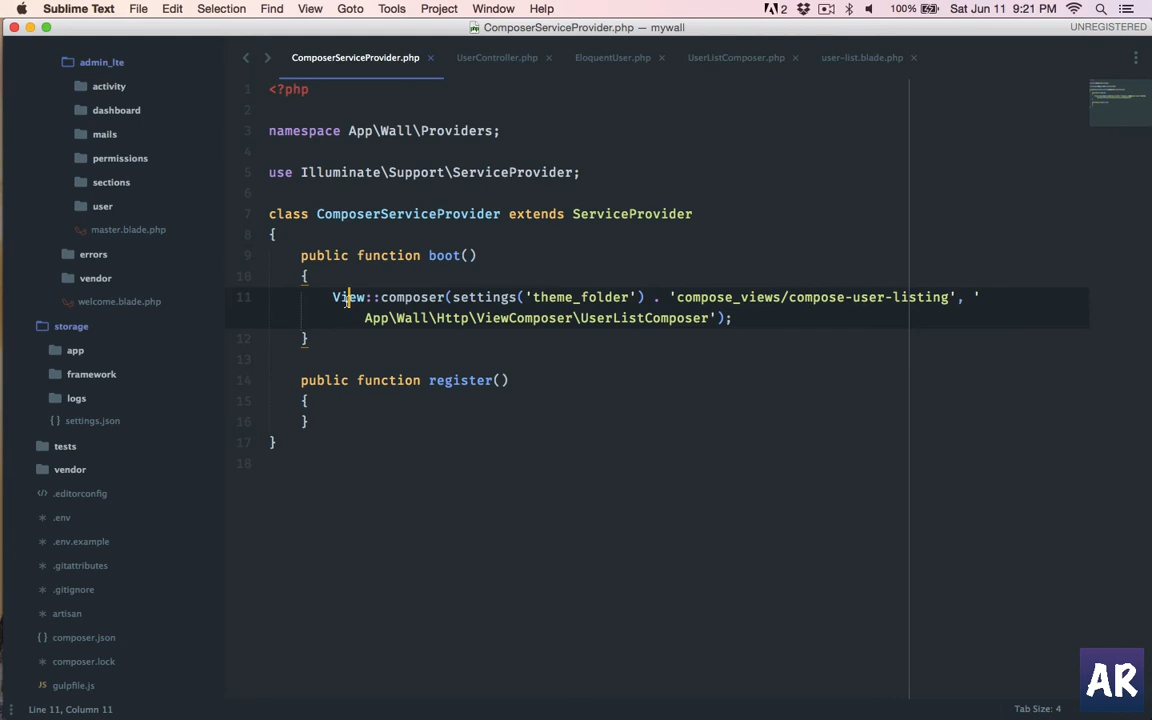 Sublime Text File Edit Selection Find View Goto Tools Project Window Help 2 100% Sat Jun 11 9:21 PM
ComposerServiceProvider.php — mywall UNREGISTERED
ComposerServiceProvider.php × UserController.php × EloquentUser.php × UserListComposer.php × user-list.blade.php ×
admin_lte
activity
dashboard
mails
permissions
sections
user
master.blade.php
errors
vendor
welcome.blade.php
storage
app
framework
logs
settings.json
tests
vendor
.editorconfig
.env
.env.example
.gitattributes
.gitignore
artisan
composer.json
composer.lock
gulpfile.js
1 <?php
2
3 namespace App\Wall\Providers;
4
5 use Illuminate\Support\ServiceProvider;
6
7 class ComposerServiceProvider extends ServiceProvider
8 {
9 public function boot()
10 {
11 View::composer(settings('theme_folder') . 'compose_views/compose-user-listing', '
App\Wall\Http\ViewComposer\UserListComposer');
12 }
13
14 public function register()
15 {
16 }
17 }
18
Line 11, Column 11 Tab Size: 4
AR